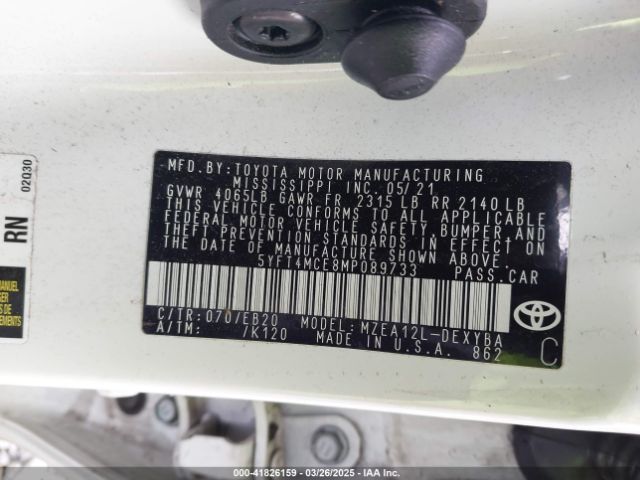 MFD. BY: TOYOTA MOTOR MANUFACTURING
MISSISSIPPI INC. 05/21
GVWR 4065LB GAWR FR 2315 LB RR 2140 LB
THIS VEHICLE CONFORMS TO ALL APPLICABLE
FEDERAL MOTOR VEHICLE SAFETY, BUMPER, AND
THEFT PREVENTION STANDARDS IN EFFECT ON
THE DATE OF MANUFACTURE SHOWN ABOVE.
5YFT4MCE8MP089733 PASS.CAR
C/TR: 070/EB20 MODEL: MZEA12L-DEXYBA
A/TM: /K120 MADE IN U.S.A. 862
C
RN 02030
MANUEL
000-41826159 — 03/26/2025 — IAA Inc.